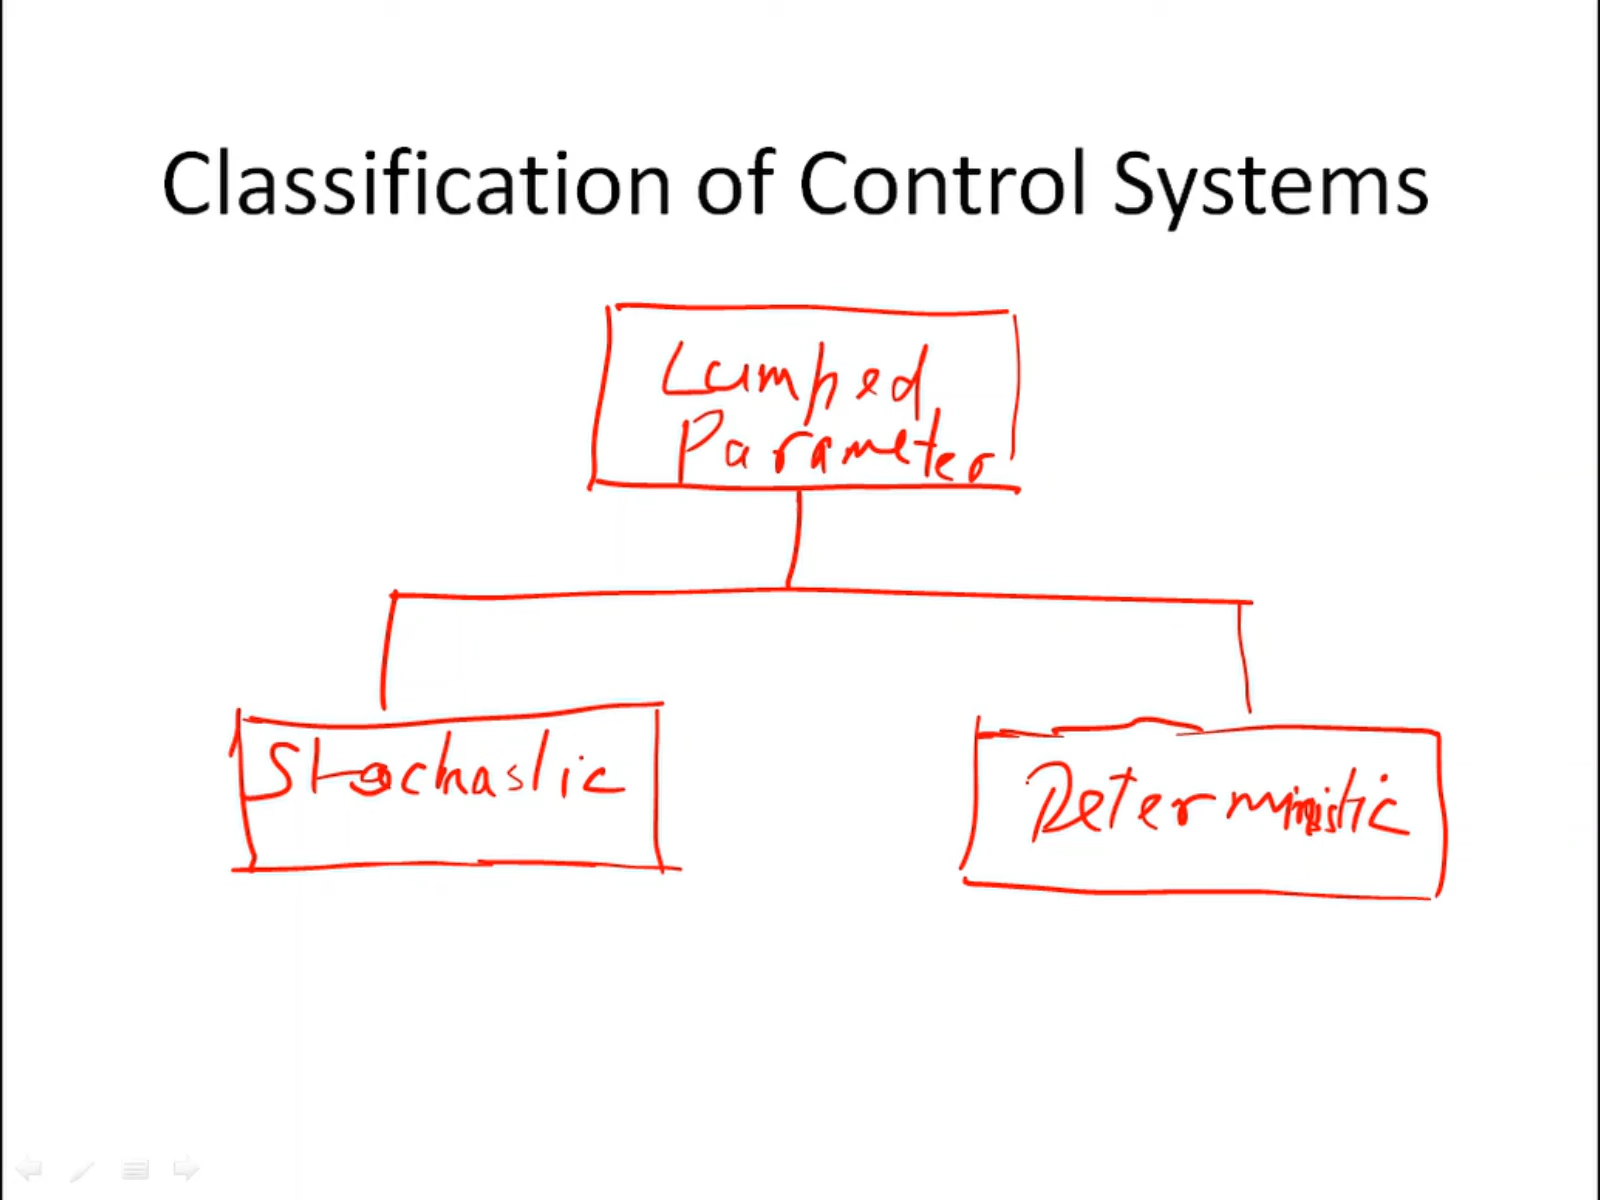 Classification of Control Systems
Lumped
Parameter
Stochastic
Deterministic